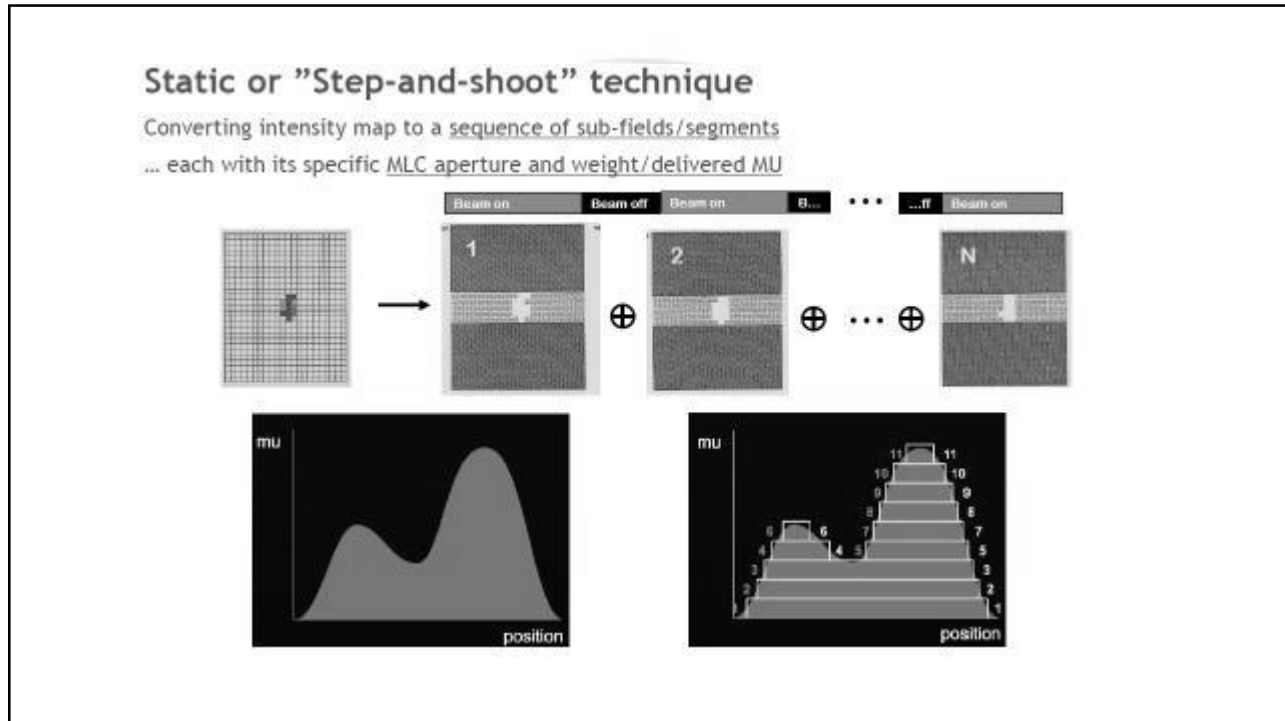 Static or ”Step-and-shoot” technique
Converting intensity map to a sequence of sub-fields/segments
... each with its specific MLC aperture and weight/delivered MU
Beam on Beam off Beam on B... ... ...ff Beam on
1 2 ... N
mu
position
mu
11 11
10 10
9 9
8 8
6 6 7 7
4 4 5 5
3 3
2 2
1 1
position